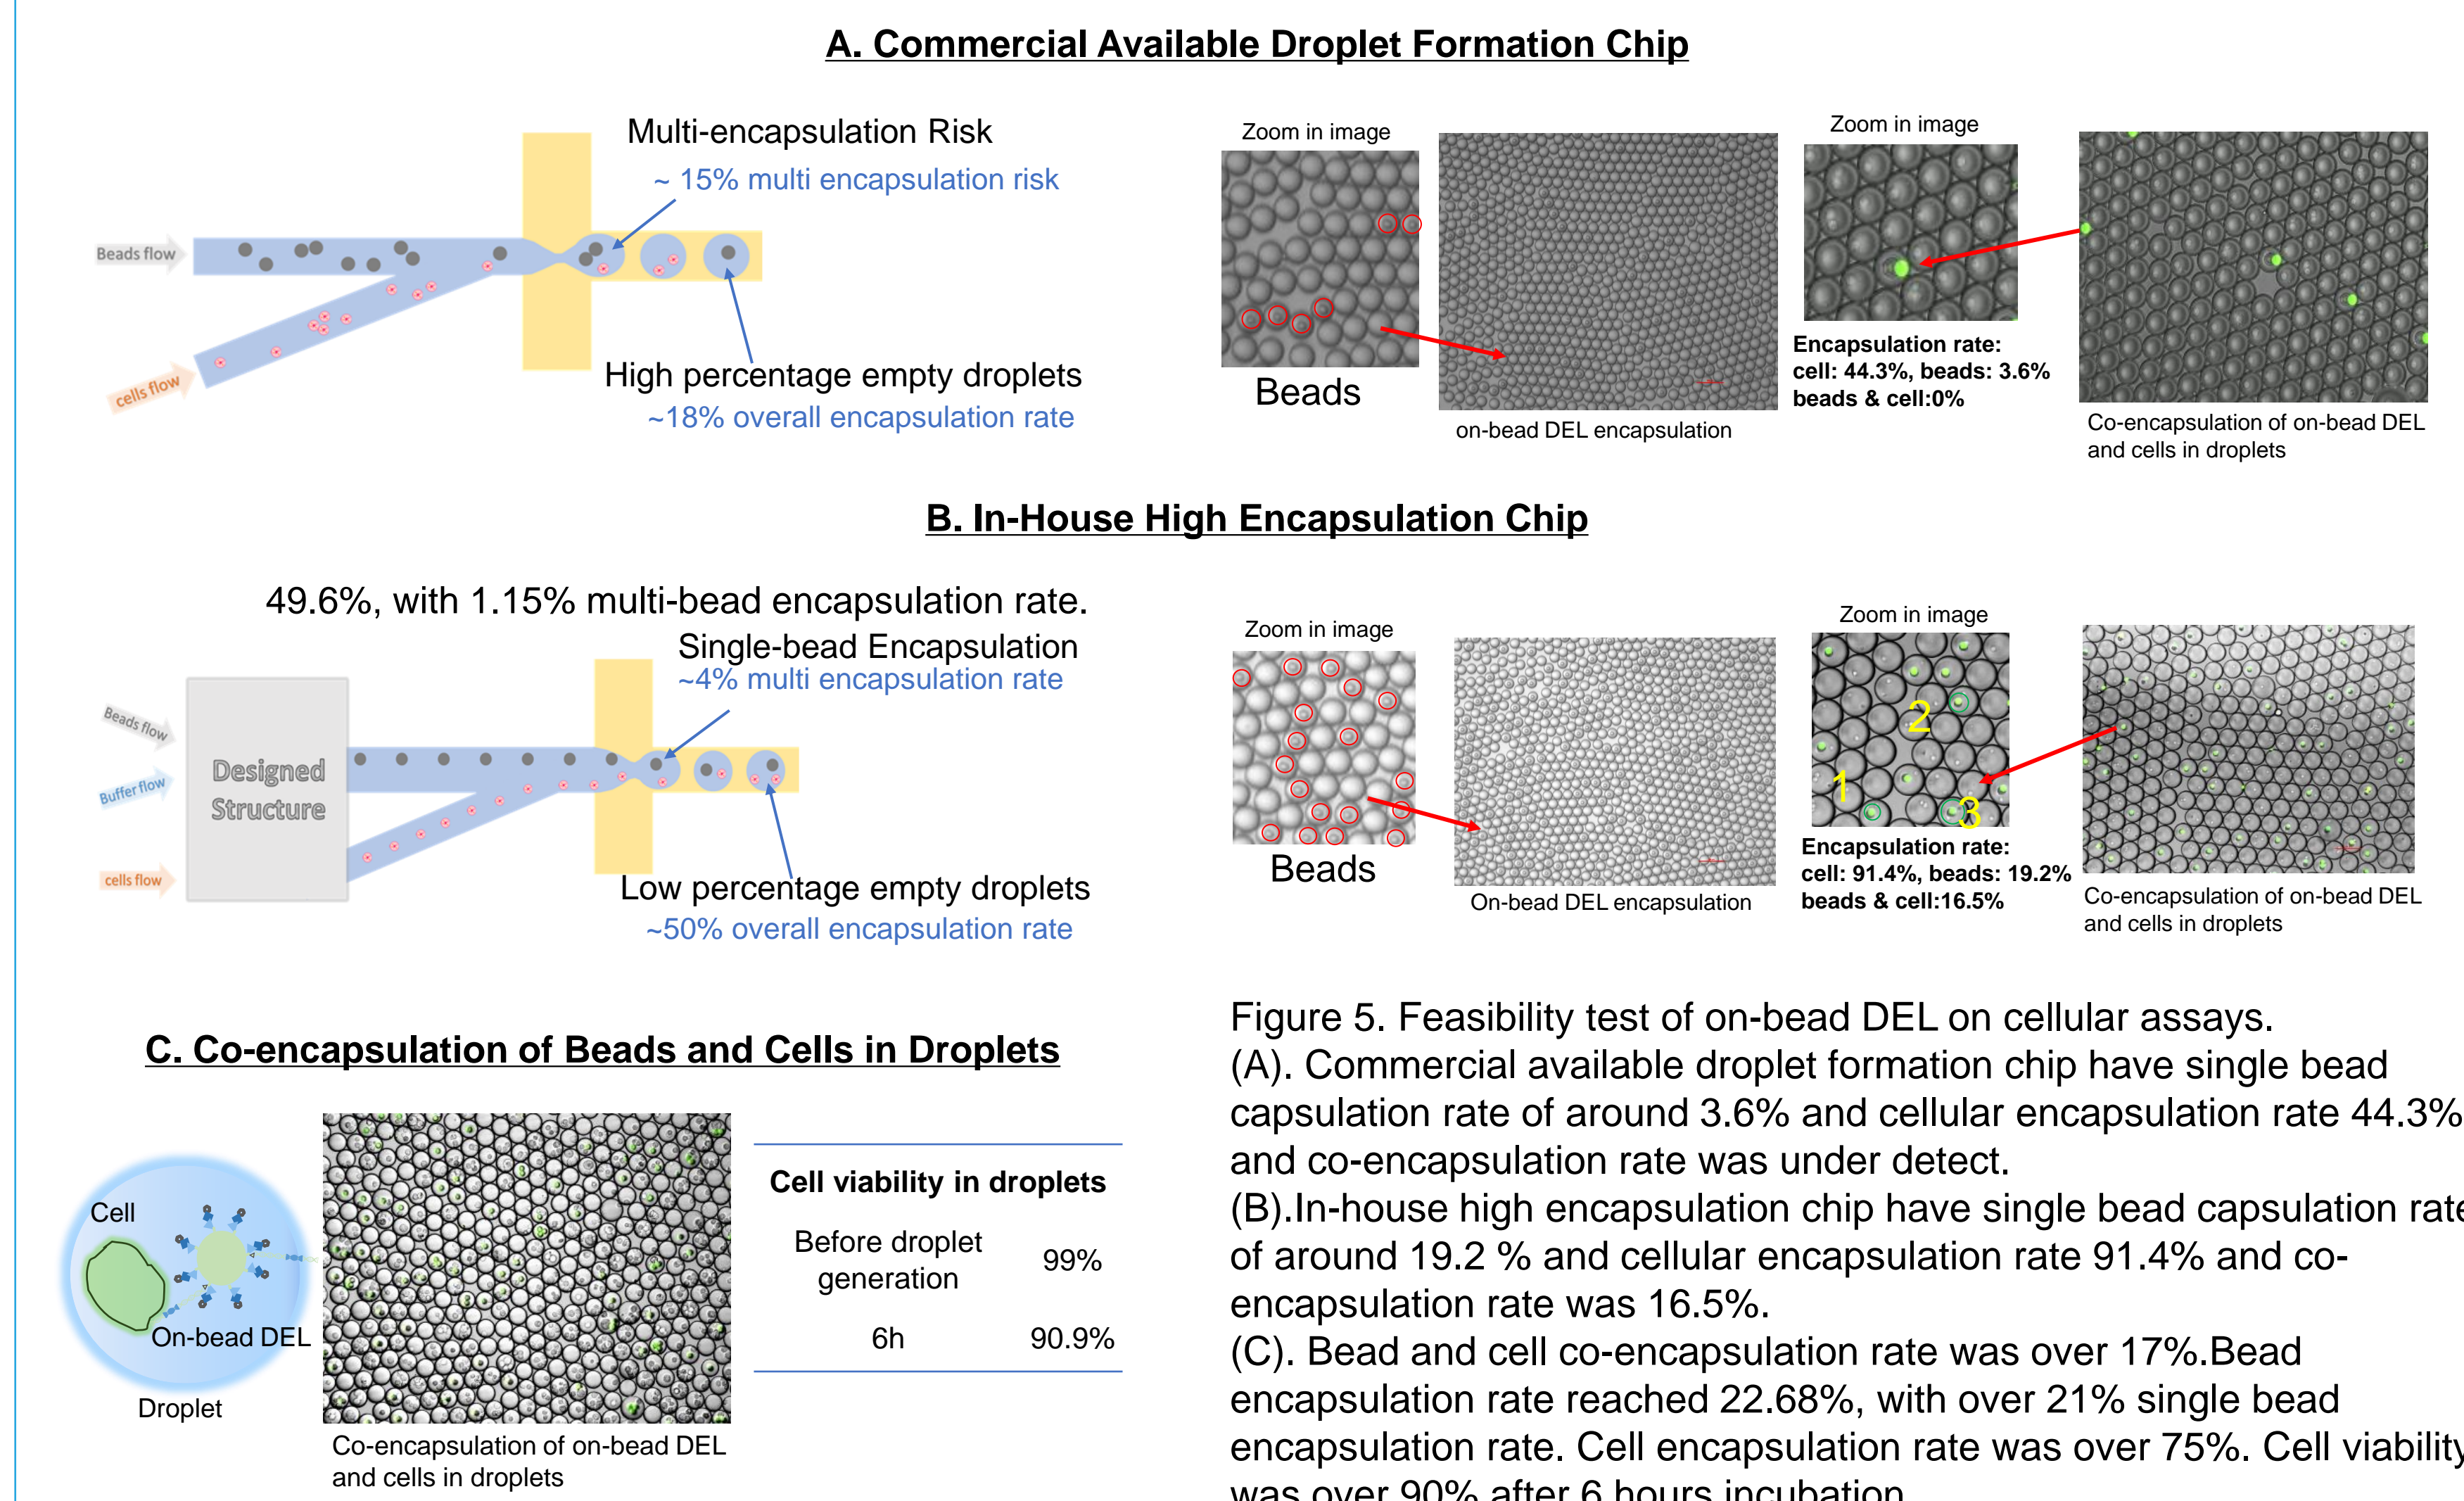 A. Commercial Available Droplet Formation Chip
Multi-encapsulation Risk
~ 15% multi encapsulation risk
Beads flow
cells flow
High percentage empty droplets
~18% overall encapsulation rate
Zoom in image
Beads
on-bead DEL encapsulation
Zoom in image
Encapsulation rate:
cell: 44.3%, beads: 3.6%
beads & cell:0%
Co-encapsulation of on-bead DEL
and cells in droplets
B. In-House High Encapsulation Chip
49.6%, with 1.15% multi-bead encapsulation rate.
Single-bead Encapsulation
~4% multi encapsulation rate
Beads flow
Buffer flow
cells flow
Designed
Structure
Low percentage empty droplets
~50% overall encapsulation rate
Zoom in image
Beads
On-bead DEL encapsulation
Zoom in image
2
1
3
Encapsulation rate:
cell: 91.4%, beads: 19.2%
beads & cell:16.5%
Co-encapsulation of on-bead DEL
and cells in droplets
C. Co-encapsulation of Beads and Cells in Droplets
Cell
On-bead DEL
Droplet
Co-encapsulation of on-bead DEL
and cells in droplets
Cell viability in droplets
Before droplet
generation
99%
6h
90.9%
Figure 5. Feasibility test of on-bead DEL on cellular assays.
(A). Commercial available droplet formation chip have single bead
capsulation rate of around 3.6% and cellular encapsulation rate 44.3%
and co-encapsulation rate was under detect.
(B).In-house high encapsulation chip have single bead capsulation rate
of around 19.2 % and cellular encapsulation rate 91.4% and co-
encapsulation rate was 16.5%.
(C). Bead and cell co-encapsulation rate was over 17%.Bead
encapsulation rate reached 22.68%, with over 21% single bead
encapsulation rate. Cell encapsulation rate was over 75%. Cell viability
was over 90% after 6 hours incubation